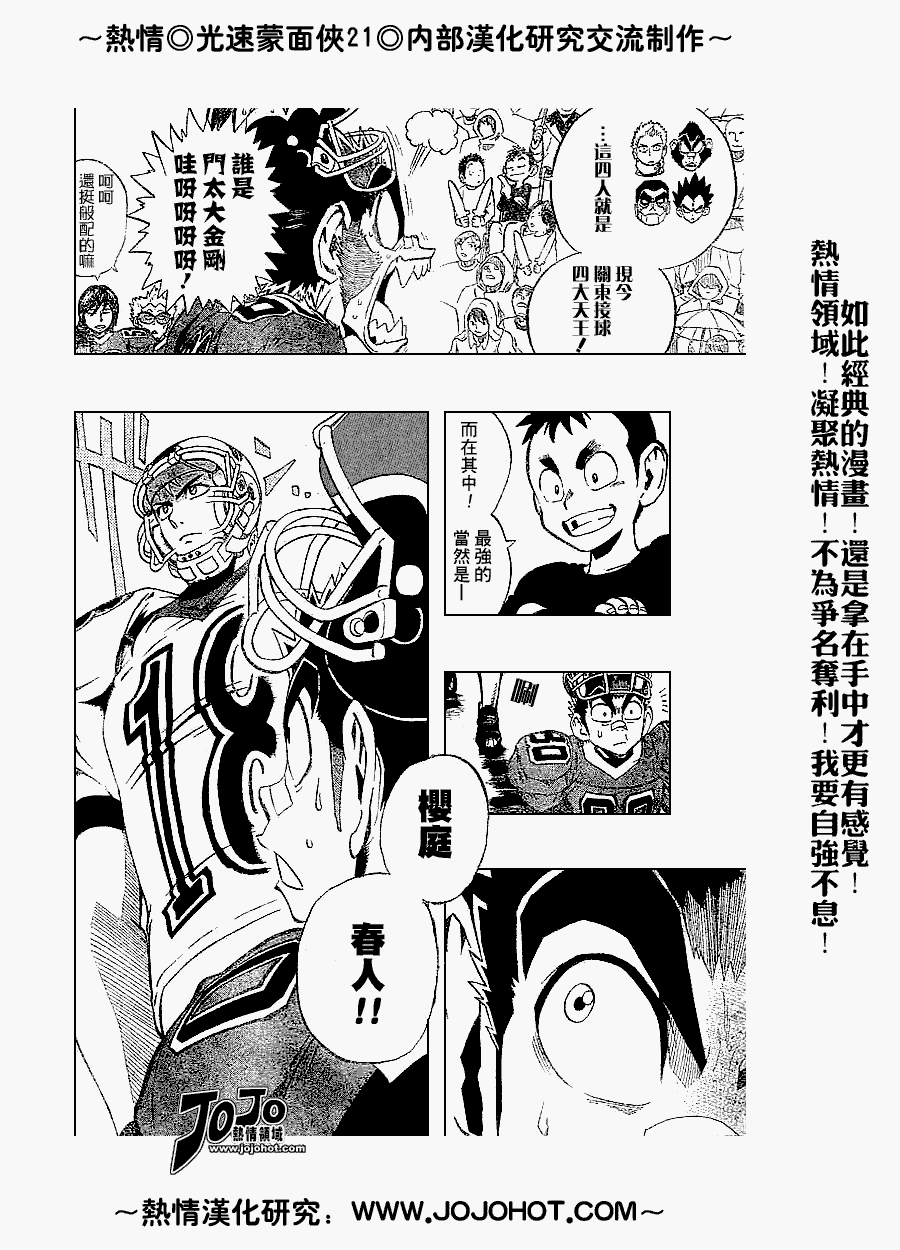 ～熱情◎光速蒙面俠21◎内部漢化研究交流制作～
…這四人就是
現今
關東接球
四大天王！
誰是
門太大金剛
哇呀呀呀呀！
呵呵
還挺般配的嘛
而在其中！
最強的
當然是—
櫻庭
春人!!
如此經典的漫畫！還是拿在手中才更有感覺！
熱情領域！凝聚熱情！不為爭名奪利！我要自強不息！
18
JOJO
熱情領域
www.jojohot.com
～熱情漢化研究：WWW.JOJOHOT.COM～